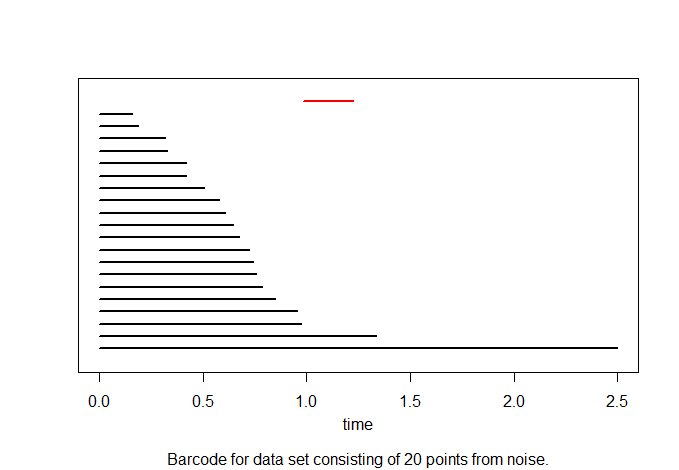 0.0 0.5 1.0 1.5 2.0 2.5
time
Barcode for data set consisting of 20 points from noise.